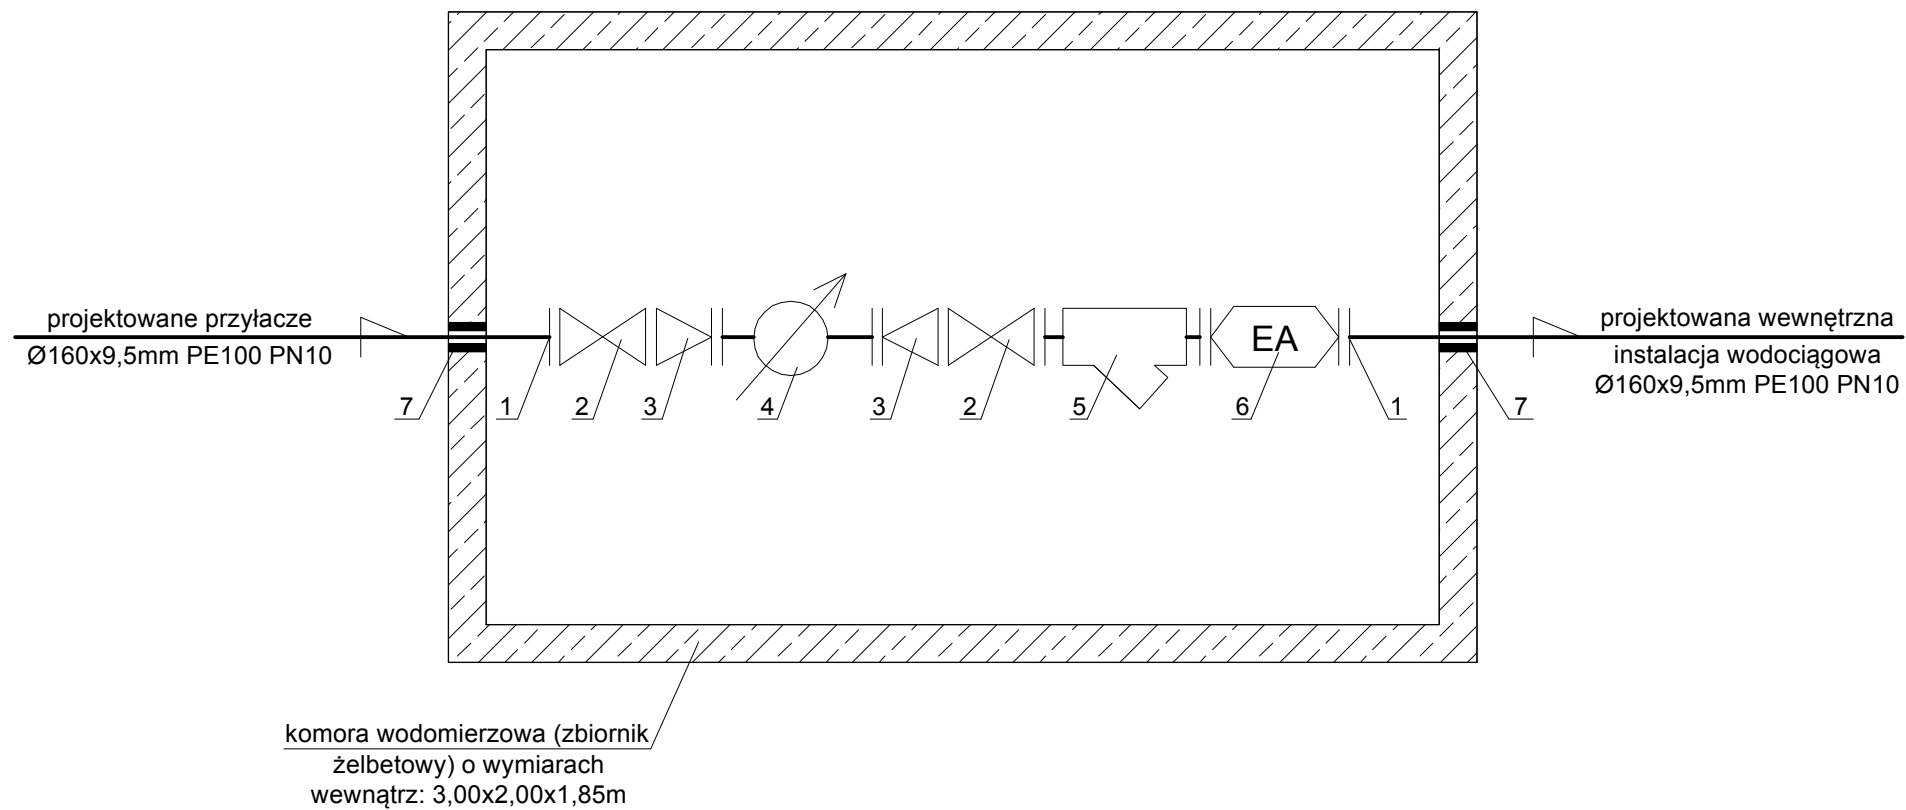 projektowane przyłacze
Ø160x9,5mm PE100 PN10
projektowana wewnętrzna
instalacja wodociągowa
Ø160x9,5mm PE100 PN10
EA
7
1
2
3
4
3
2
5
6
1
7
komora wodomierzowa (zbiornik
żelbetowy) o wymiarach
wewnątrz: 3,00x2,00x1,85m